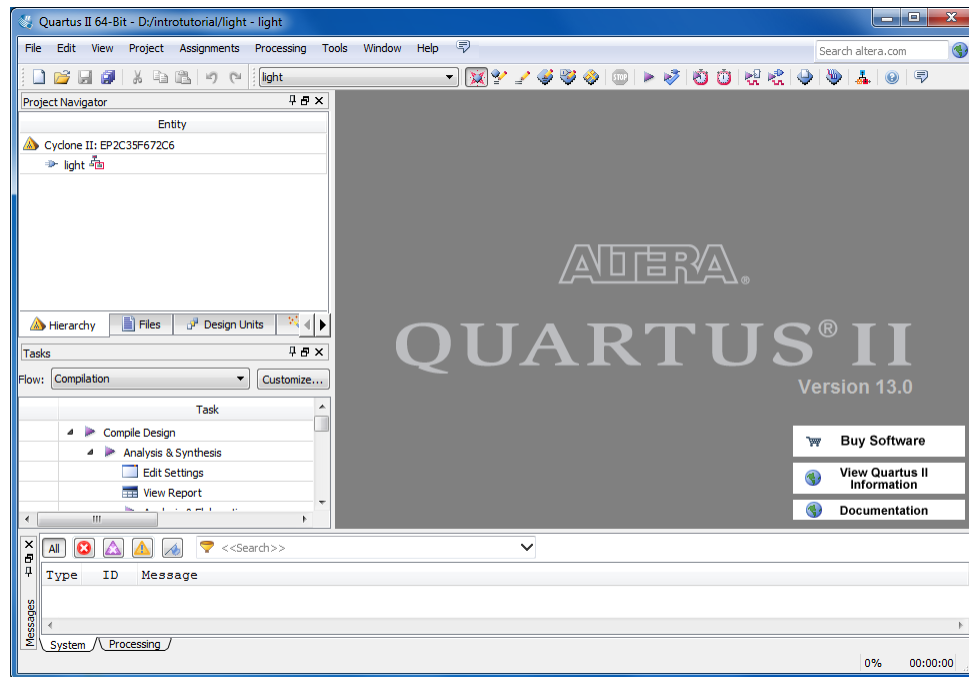 Quartus II 64-Bit - D:/introtutorial/light - light
File Edit View Project Assignments Processing Tools Window Help
Search altera.com
light
STOP
Project Navigator
Entity
Cyclone II: EP2C35F672C6
light
Hierarchy Files Design Units
Tasks
Flow: Compilation Customize...
Task
Compile Design
Analysis & Synthesis
Edit Settings
View Report
ALTERA®
QUARTUS® II
Version 13.0
Buy Software
View Quartus II
Information
Documentation
All <<Search>>
Type ID Message
Messages
System Processing
0% 00:00:00